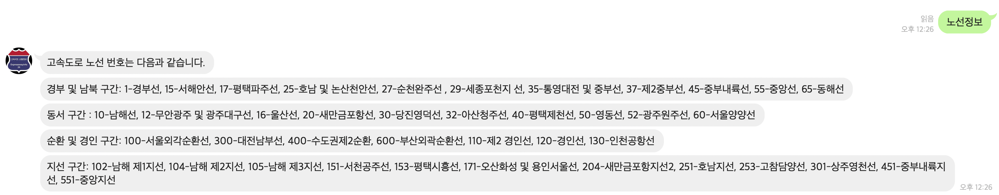 읽음
오후 12:26
노선정보
고속국도 교통정보
Expresswayinfo
24
고속도로 노선 번호는 다음과 같습니다.
경부 및 남북 구간: 1-경부선, 15-서해안선, 17-평택파주선, 25-호남 및 논산천안선, 27-순천완주선 , 29-세종포천지 선, 35-통영대전 및 중부선, 37-제2중부선, 45-중부내륙선, 55-중앙선, 65-동해선
동서 구간 : 10-남해선, 12-무안광주 및 광주대구선, 16-울산선, 20-새만금포항선, 30-당진영덕선, 32-아산청주선, 40-평택제천선, 50-영동선, 52-광주원주선, 60-서울양양선
순환 및 경인 구간: 100-서울외각순환선, 300-대전남부선, 400-수도권제2순환, 600-부산외곽순환선, 110-제2 경인선, 120-경인선, 130-인천공항선
지선 구간: 102-남해 제1지선, 104-남해 제2지선, 105-남해 제3지선, 151-서천공주선, 153-평택시흥선, 171-오산화성 및 용인서울선, 204-새만금포항지선2, 251-호남지선, 253-고참담양선, 301-상주영천선, 451-중부내륙지
선, 551-중앙지선
오후 12:26